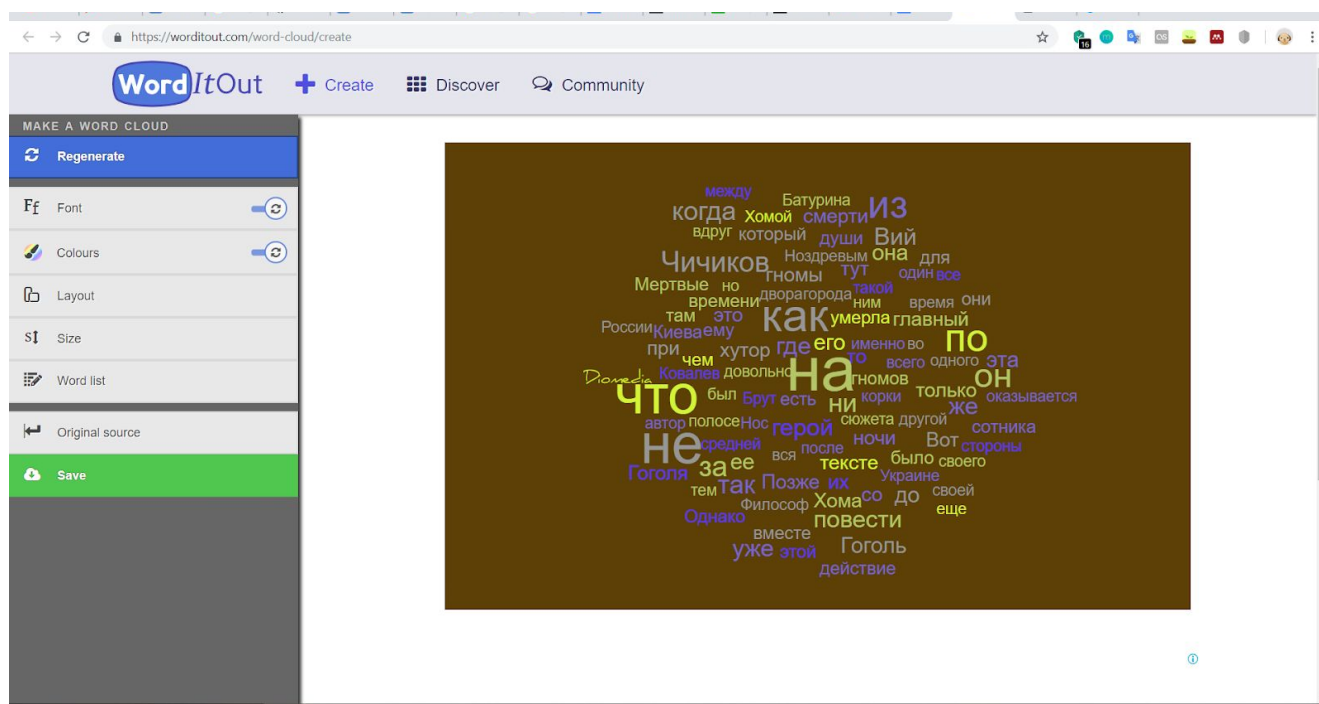 https://worditout.com/word-cloud/create
16
WordItOut
Create
Discover
Community
MAKE A WORD CLOUD
Regenerate
Font
Colours
Layout
Size
Word list
Original source
Save
между
Батурина
когда Хомой смерти из
вдруг который души Вий
Чичиков Ноздревым она для
гномы тут один все
Мертвые но дворагорода такой
времени ним время они
там это как умерла главный
России Киева ему
при чем хутор где его именно во по
то всего одного эта
Diomedia Ковалев довольно на гномов он
что был Брут есть ни корки только оказывается
же
автор полосе Нос герой сюжета другой сотника
не средней вся после ночи Вот стороны
Гоголя за ее тексте было своего
тем так Позже их Украине
Философ Хома со до своей
Однако повести еще
вместе
уже этой Гоголь
действие